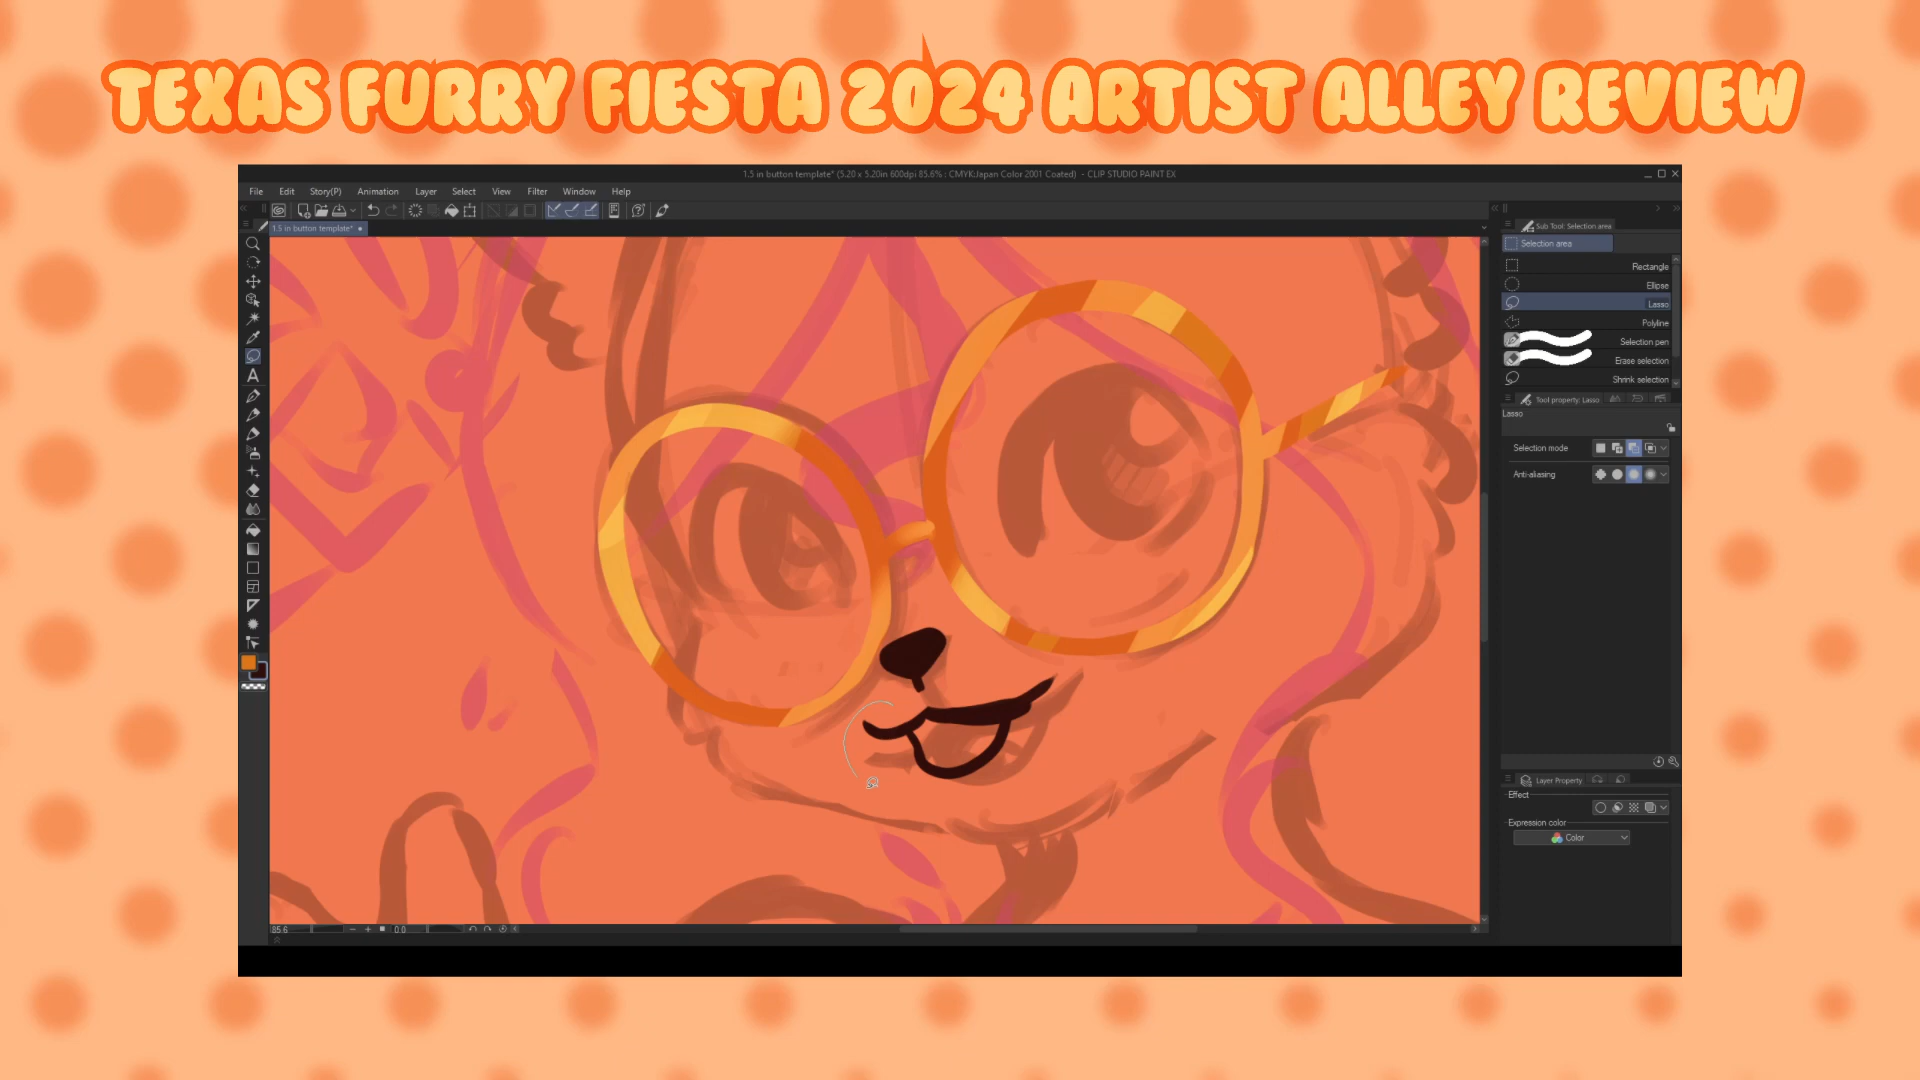 TEXAS FURRY FIESTA 2024 ARTIST ALLEY REVIEW
1.5 in button template* (5.20 x 5.20in 600dpi 85.6% : CMYK:Japan Color 2001 Coated) - CLIP STUDIO PAINT EX
File Edit Story(P) Animation Layer Select View Filter Window Help
1.5 in button template*
Sub Tool: Selection area
Selection area
Rectangle
Ellipse
Lasso
Polyline
Selection pen
Erase selection
Shrink selection
Tool property: Lasso
Lasso
Selection mode
Anti-aliasing
Layer Property
Effect
Expression color
Color
85.6
0.0